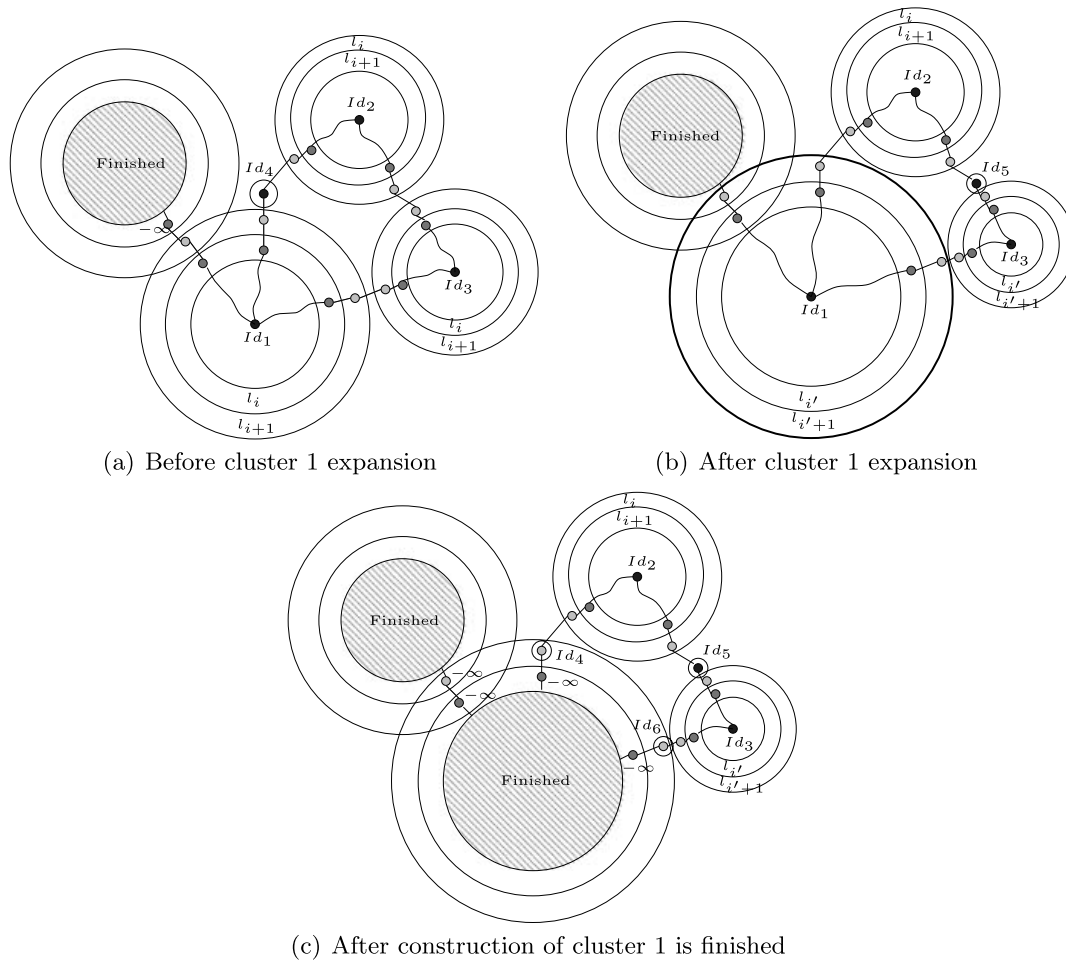 l_i
l_{i+1}
Id_2
Finished
Id_4
−∞
Id_3
l_i
l_{i+1}
Id_1
l_i
l_{i+1}
(a) Before cluster 1 expansion
l_i
l_{i+1}
Id_2
Finished
Id_5
Id_3
l_{i'}
l_{i'+1}
Id_1
l_{i'}
l_{i'+1}
(b) After cluster 1 expansion
l_i
l_{i+1}
Id_2
Finished
Id_4
Id_5
−∞
−∞
−∞
Id_6
Id_3
−∞
l_{i'}
l_{i'+1}
Finished
(c) After construction of cluster 1 is finished